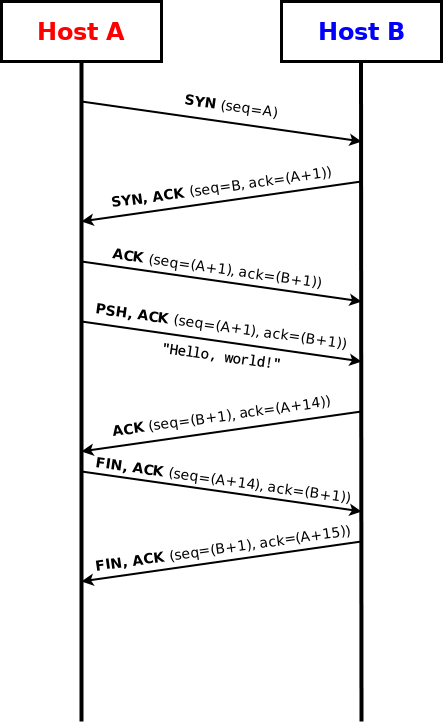 Host A
Host B
SYN (seq=A)
SYN, ACK (seq=B, ack=(A+1))
ACK (seq=(A+1), ack=(B+1))
PSH, ACK (seq=(A+1), ack=(B+1))
"Hello, world!"
ACK (seq=(B+1), ack=(A+14))
FIN, ACK (seq=(A+14), ack=(B+1))
FIN, ACK (seq=(B+1), ack=(A+15))